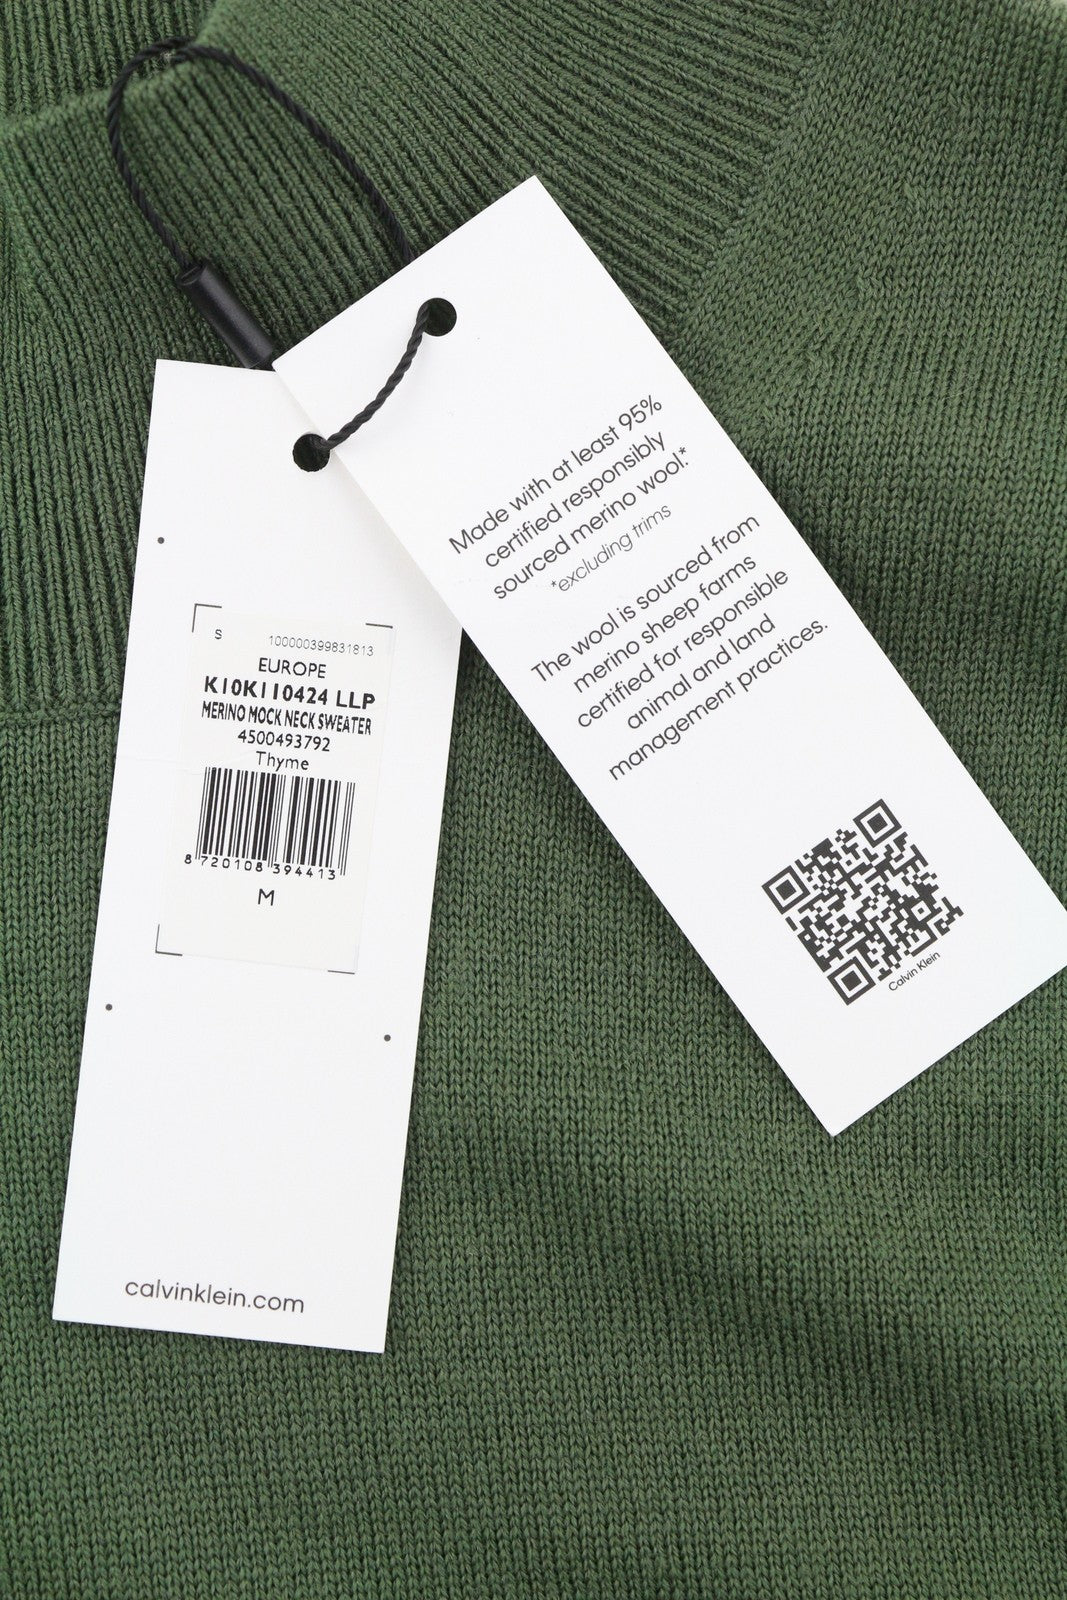 S 100000399831813
EUROPE
K10K110424 LLP
MERINO MOCK NECK SWEATER
4500493792
Thyme
8 720108 394413
M
calvinklein.com
Made with at least 95%
certified responsibly
sourced merino wool.*
*excluding trims
The wool is sourced from
merino sheep farms
certified for responsible
animal and land
management practices.
Calvin Klein